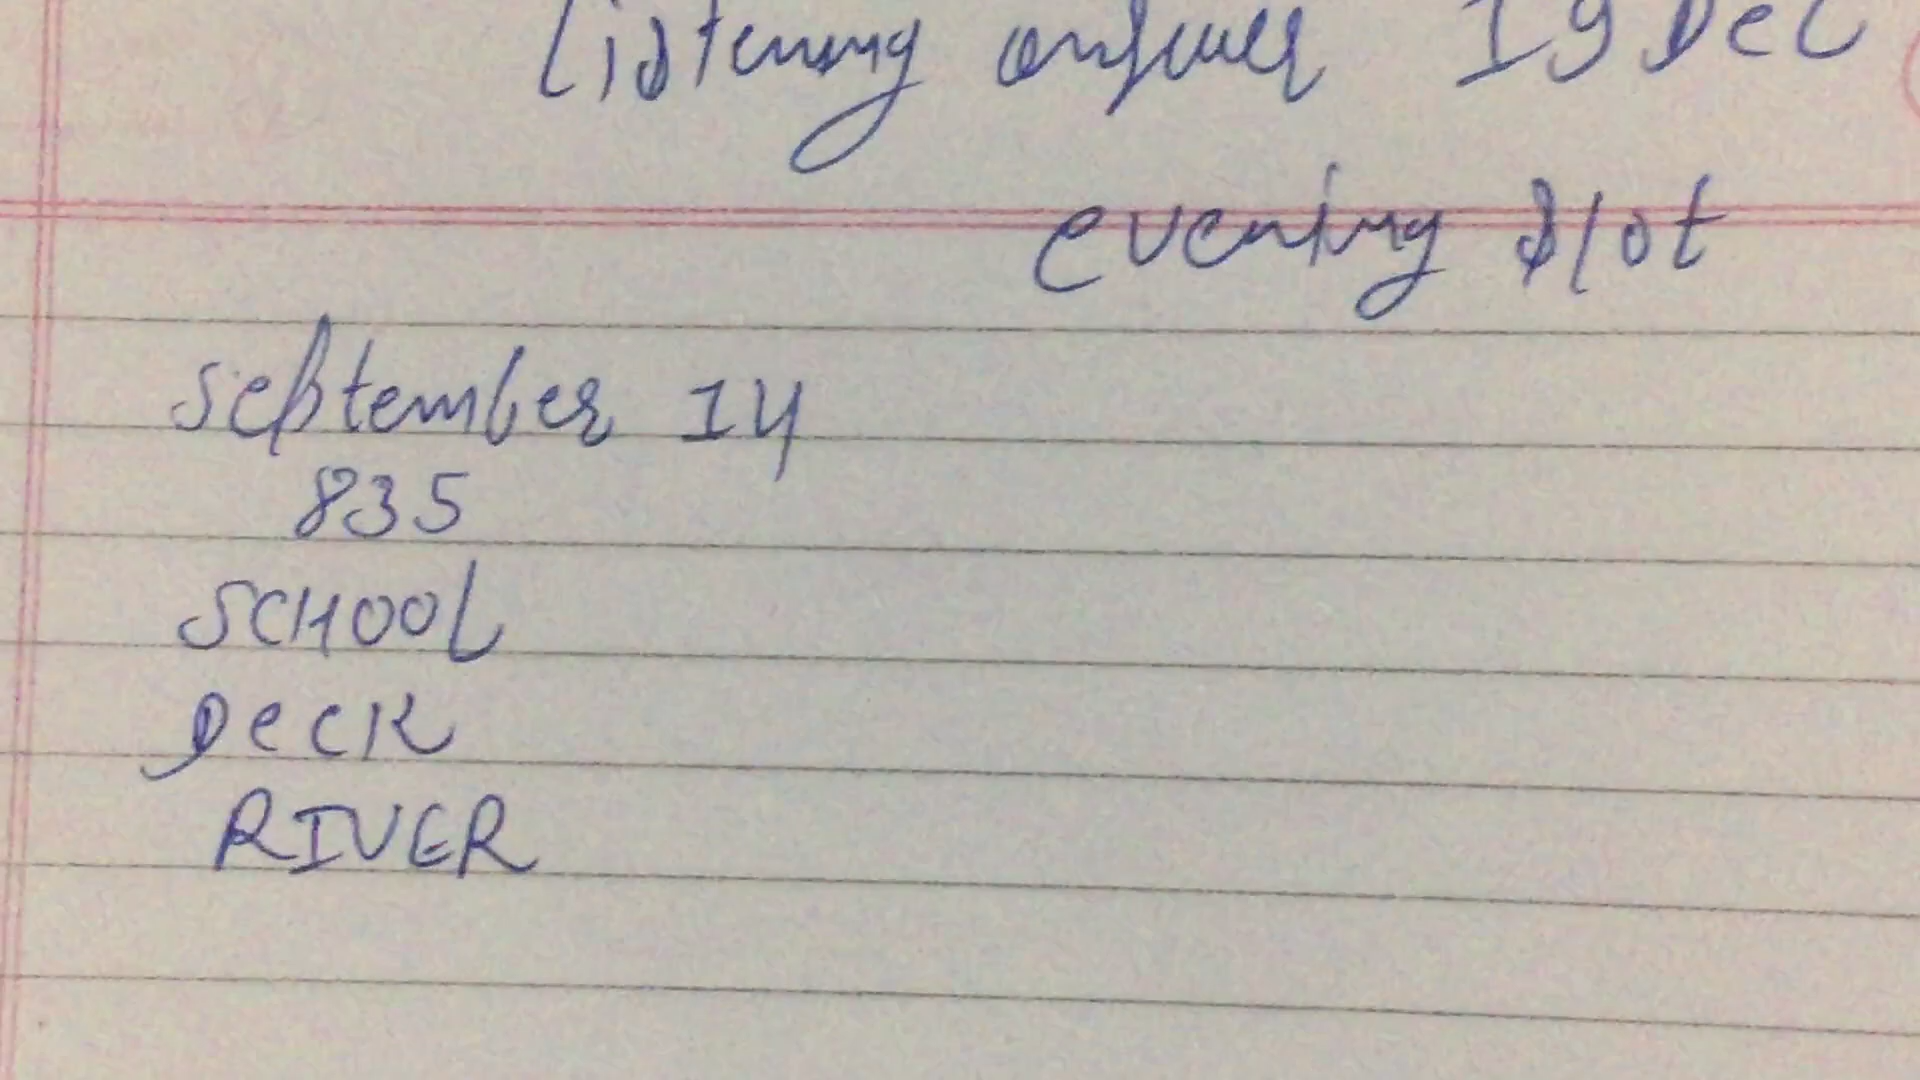 Listening answer 19 Dec
evening slot
September 14
835
SCHOOL
Deck
RIVER